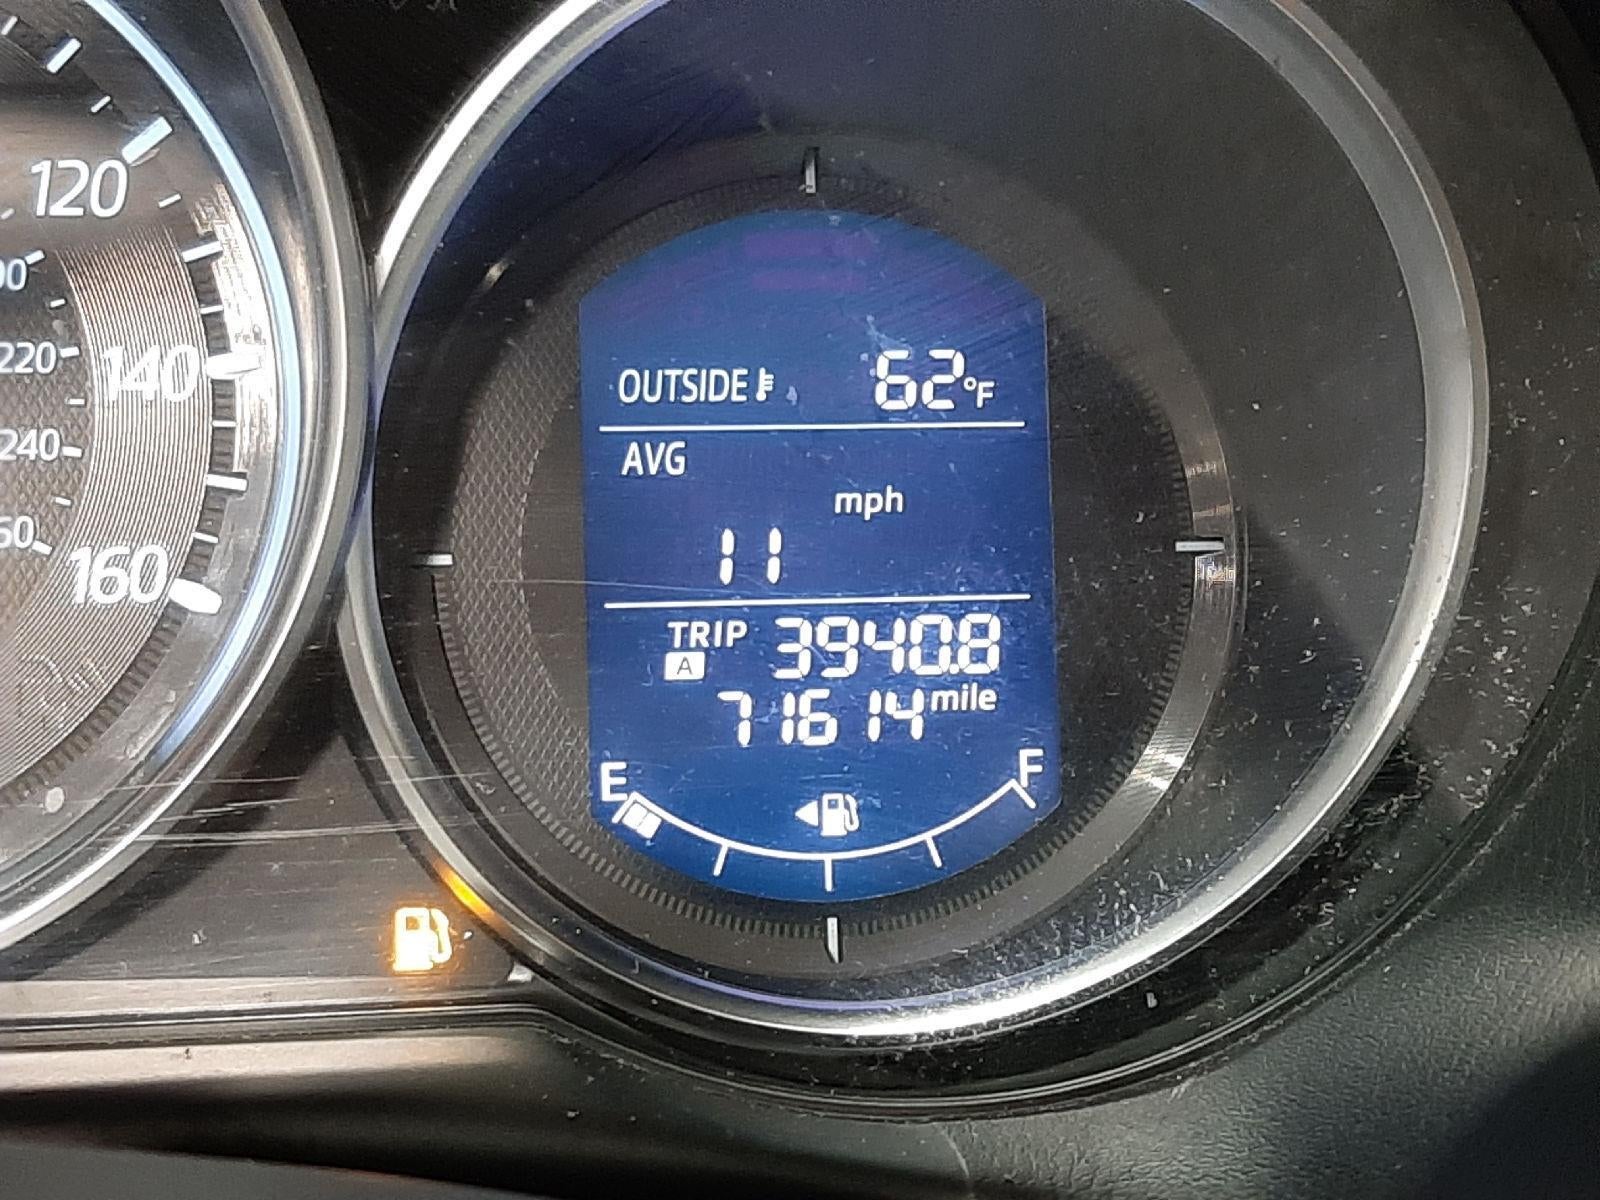 120
140
220
240
160
OUTSIDE 62°F
AVG
mph
11
TRIP 3940.8
A
71614 mile
E F